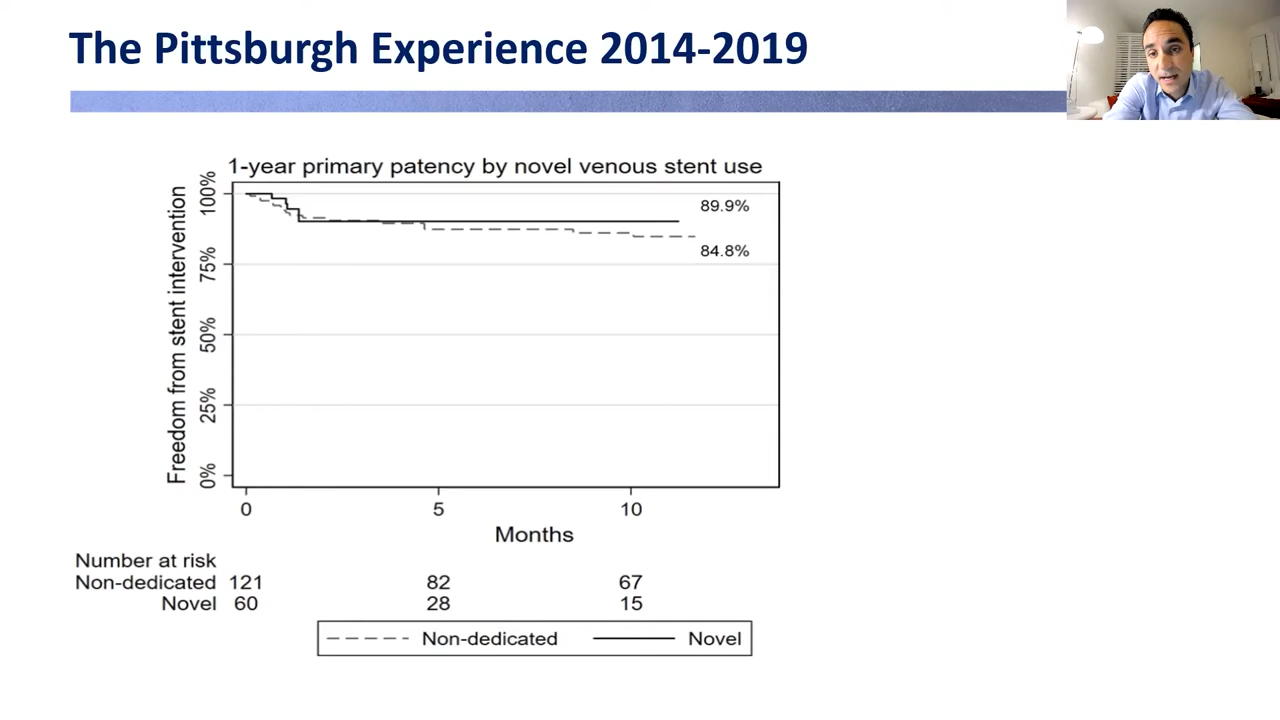 The Pittsburgh Experience 2014-2019
1-year primary patency by novel venous stent use
Freedom from stent intervention
100%
75%
50%
25%
0%
89.9%
84.8%
0 5 10
Months
Number at risk
Non-dedicated 121 82 67
Novel 60 28 15
Non-dedicated Novel